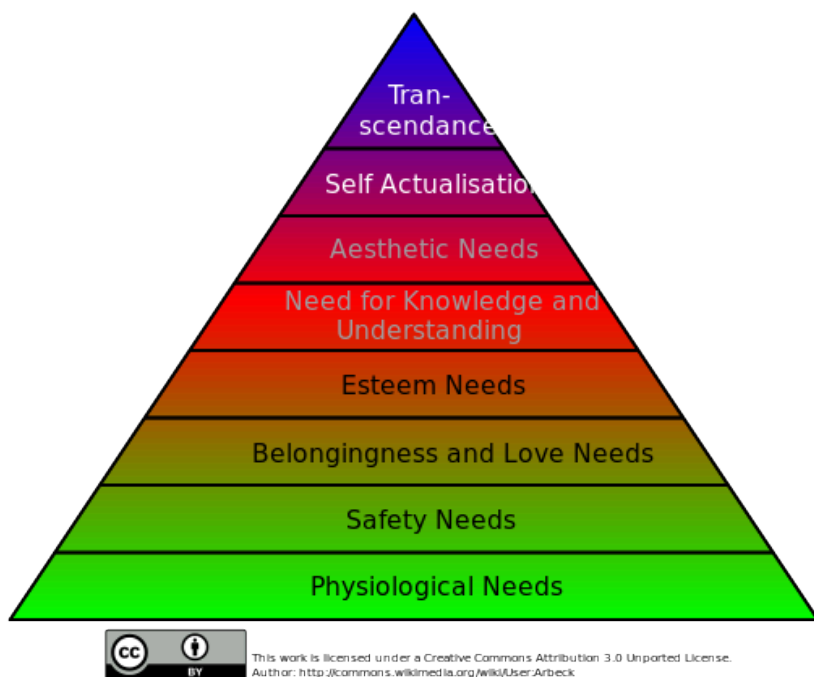 Tran-
scendance
Self Actualisation
Aesthetic Needs
Need for Knowledge and
Understanding
Esteem Needs
Belongingness and Love Needs
Safety Needs
Physiological Needs
cc
BY
This work is licensed under a Creative Commons Attribution 3.0 Unported License.
Author: http://commons.wikimedia.org/wiki/User:Arbeck